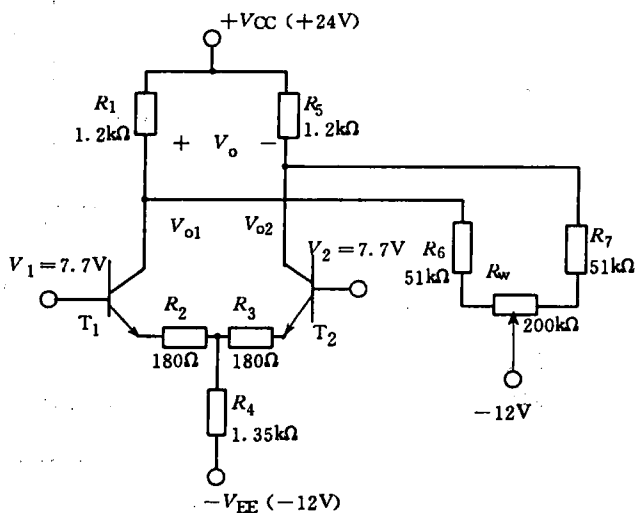 +V_CC (+24V)
R_1
1.2kΩ
R_5
1.2kΩ
+ V_o −
V_o1
V_o2
V_1=7.7V
V_2=7.7V
R_6
51kΩ
R_w
200kΩ
R_7
51kΩ
T_1
R_2
180Ω
R_3
180Ω
T_2
R_4
1.35kΩ
−12V
−V_EE (−12V)